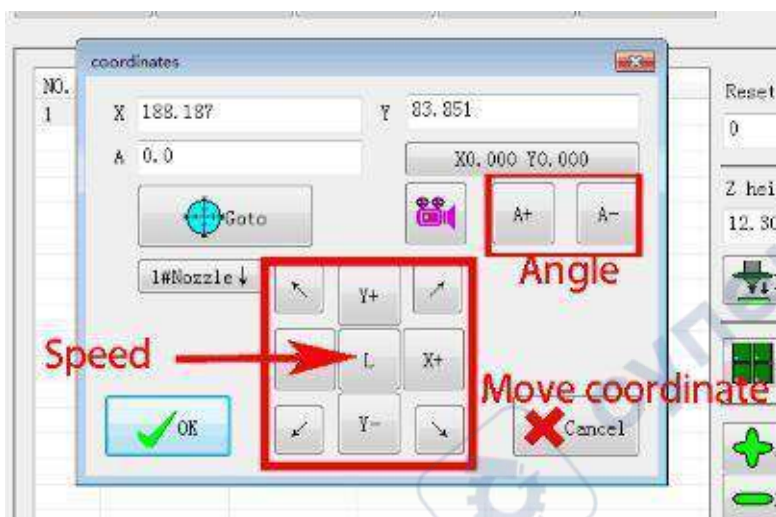 coordinates
NO.
1
X 188.187 Y 83.851
A 0.0 X0.000 Y0.000
Reset
0
Goto
A+ A-
Angle
Z hei
12.30
1#Nozzle↓
Y+
Speed
L X+
Move coordinate
OK
Y-
Cancel